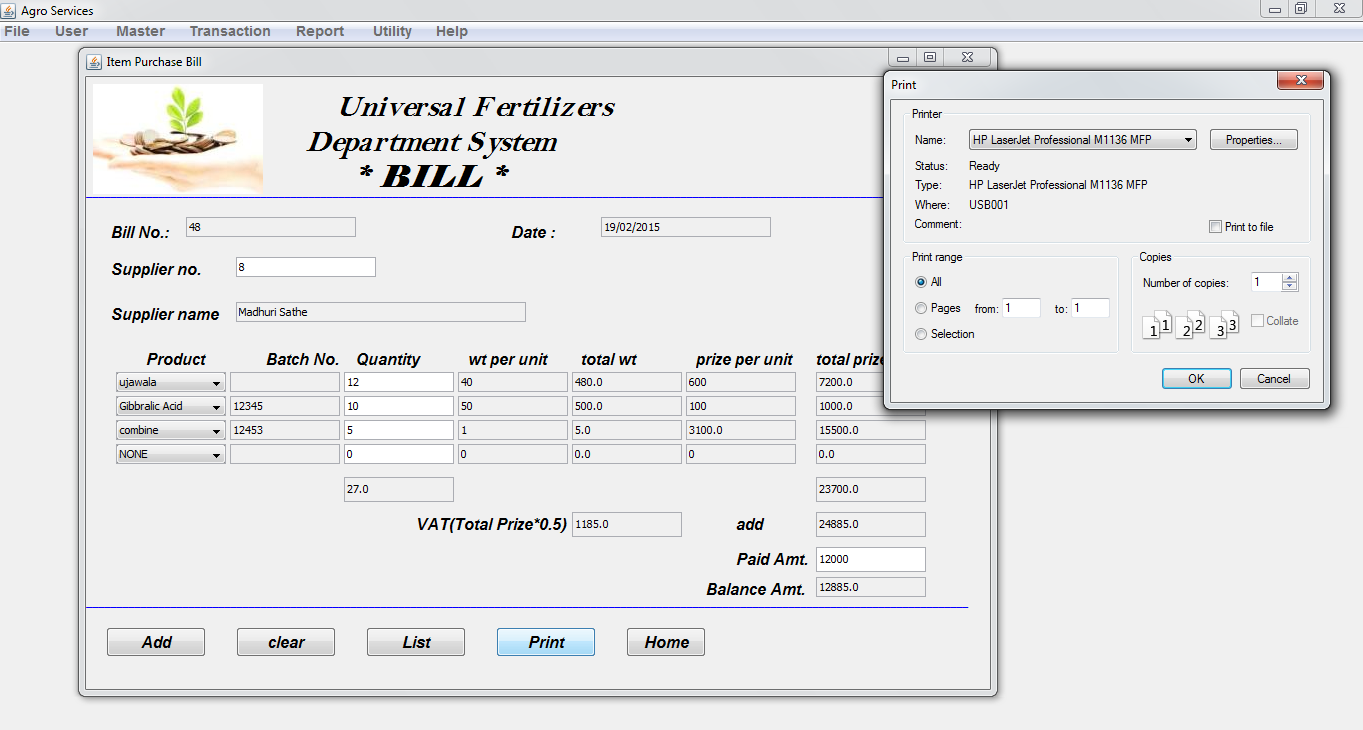 Agro Services
File User Master Transaction Report Utility Help
Item Purchase Bill
Universal Fertilizers
Department System
* BILL *
Bill No.: 48 Date : 19/02/2015
Supplier no. 8
Supplier name Madhuri Sathe
Product Batch No. Quantity wt per unit total wt prize per unit total prize
ujawala 12 40 480.0 600 7200.0
Gibbralic Acid 12345 10 50 500.0 100 1000.0
combine 12453 5 1 5.0 3100.0 15500.0
NONE 0 0 0.0 0 0.0
27.0 23700.0
VAT(Total Prize*0.5) 1185.0 add 24885.0
Paid Amt. 12000
Balance Amt. 12885.0
Add clear List Print Home
Print
Printer
Name: HP LaserJet Professional M1136 MFP Properties...
Status: Ready
Type: HP LaserJet Professional M1136 MFP
Where: USB001
Comment:
Print to file
Print range
All
Pages from: 1 to: 1
Selection
Copies
Number of copies: 1
1 1 2 2 3 3 Collate
OK Cancel